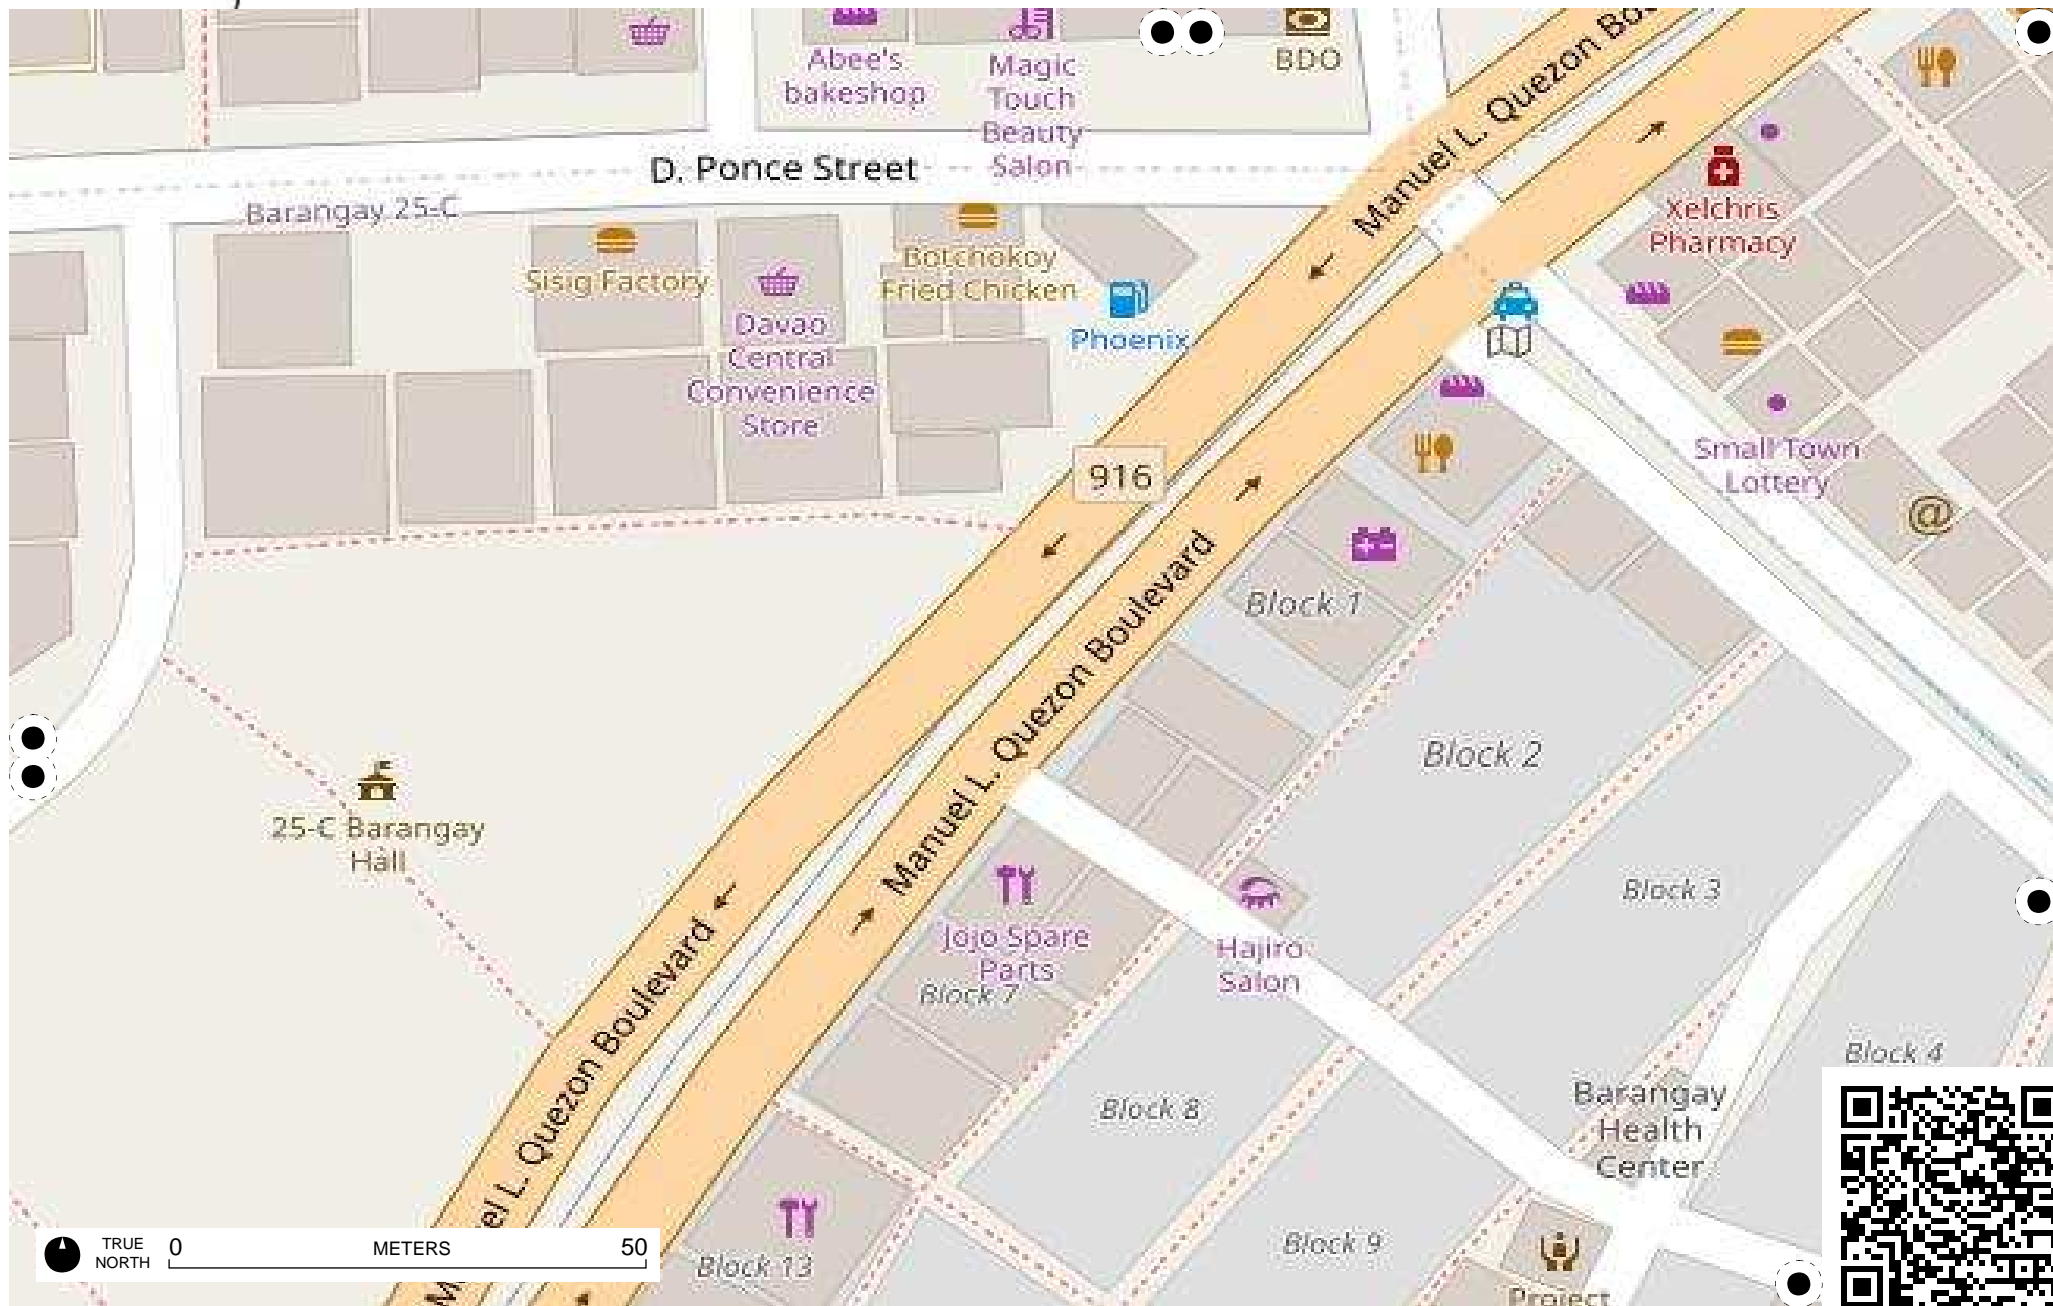 Abee's
bakeshop
Magic
Touch
Beauty
Salon
BDO
Manuel L. Quezon
D. Ponce Street
Barangay 25-C
Xelchris
Pharmacy
Sisig Factory
Botchokoy
Fried Chicken
Davao
Central
Convenience
Store
Phoenix
916
Small Town
Lottery
@
Manuel L. Quezon Boulevard
Block 1
Block 2
25-C Barangay
Hall
Block 3
Jojo Spare
Parts
Block 7
Hajiro
Salon
Manuel L. Quezon Boulevard
Block 4
Block 8
Barangay
Health
Center
Block 9
Block 13
Project
TRUE
NORTH
0 METERS 50